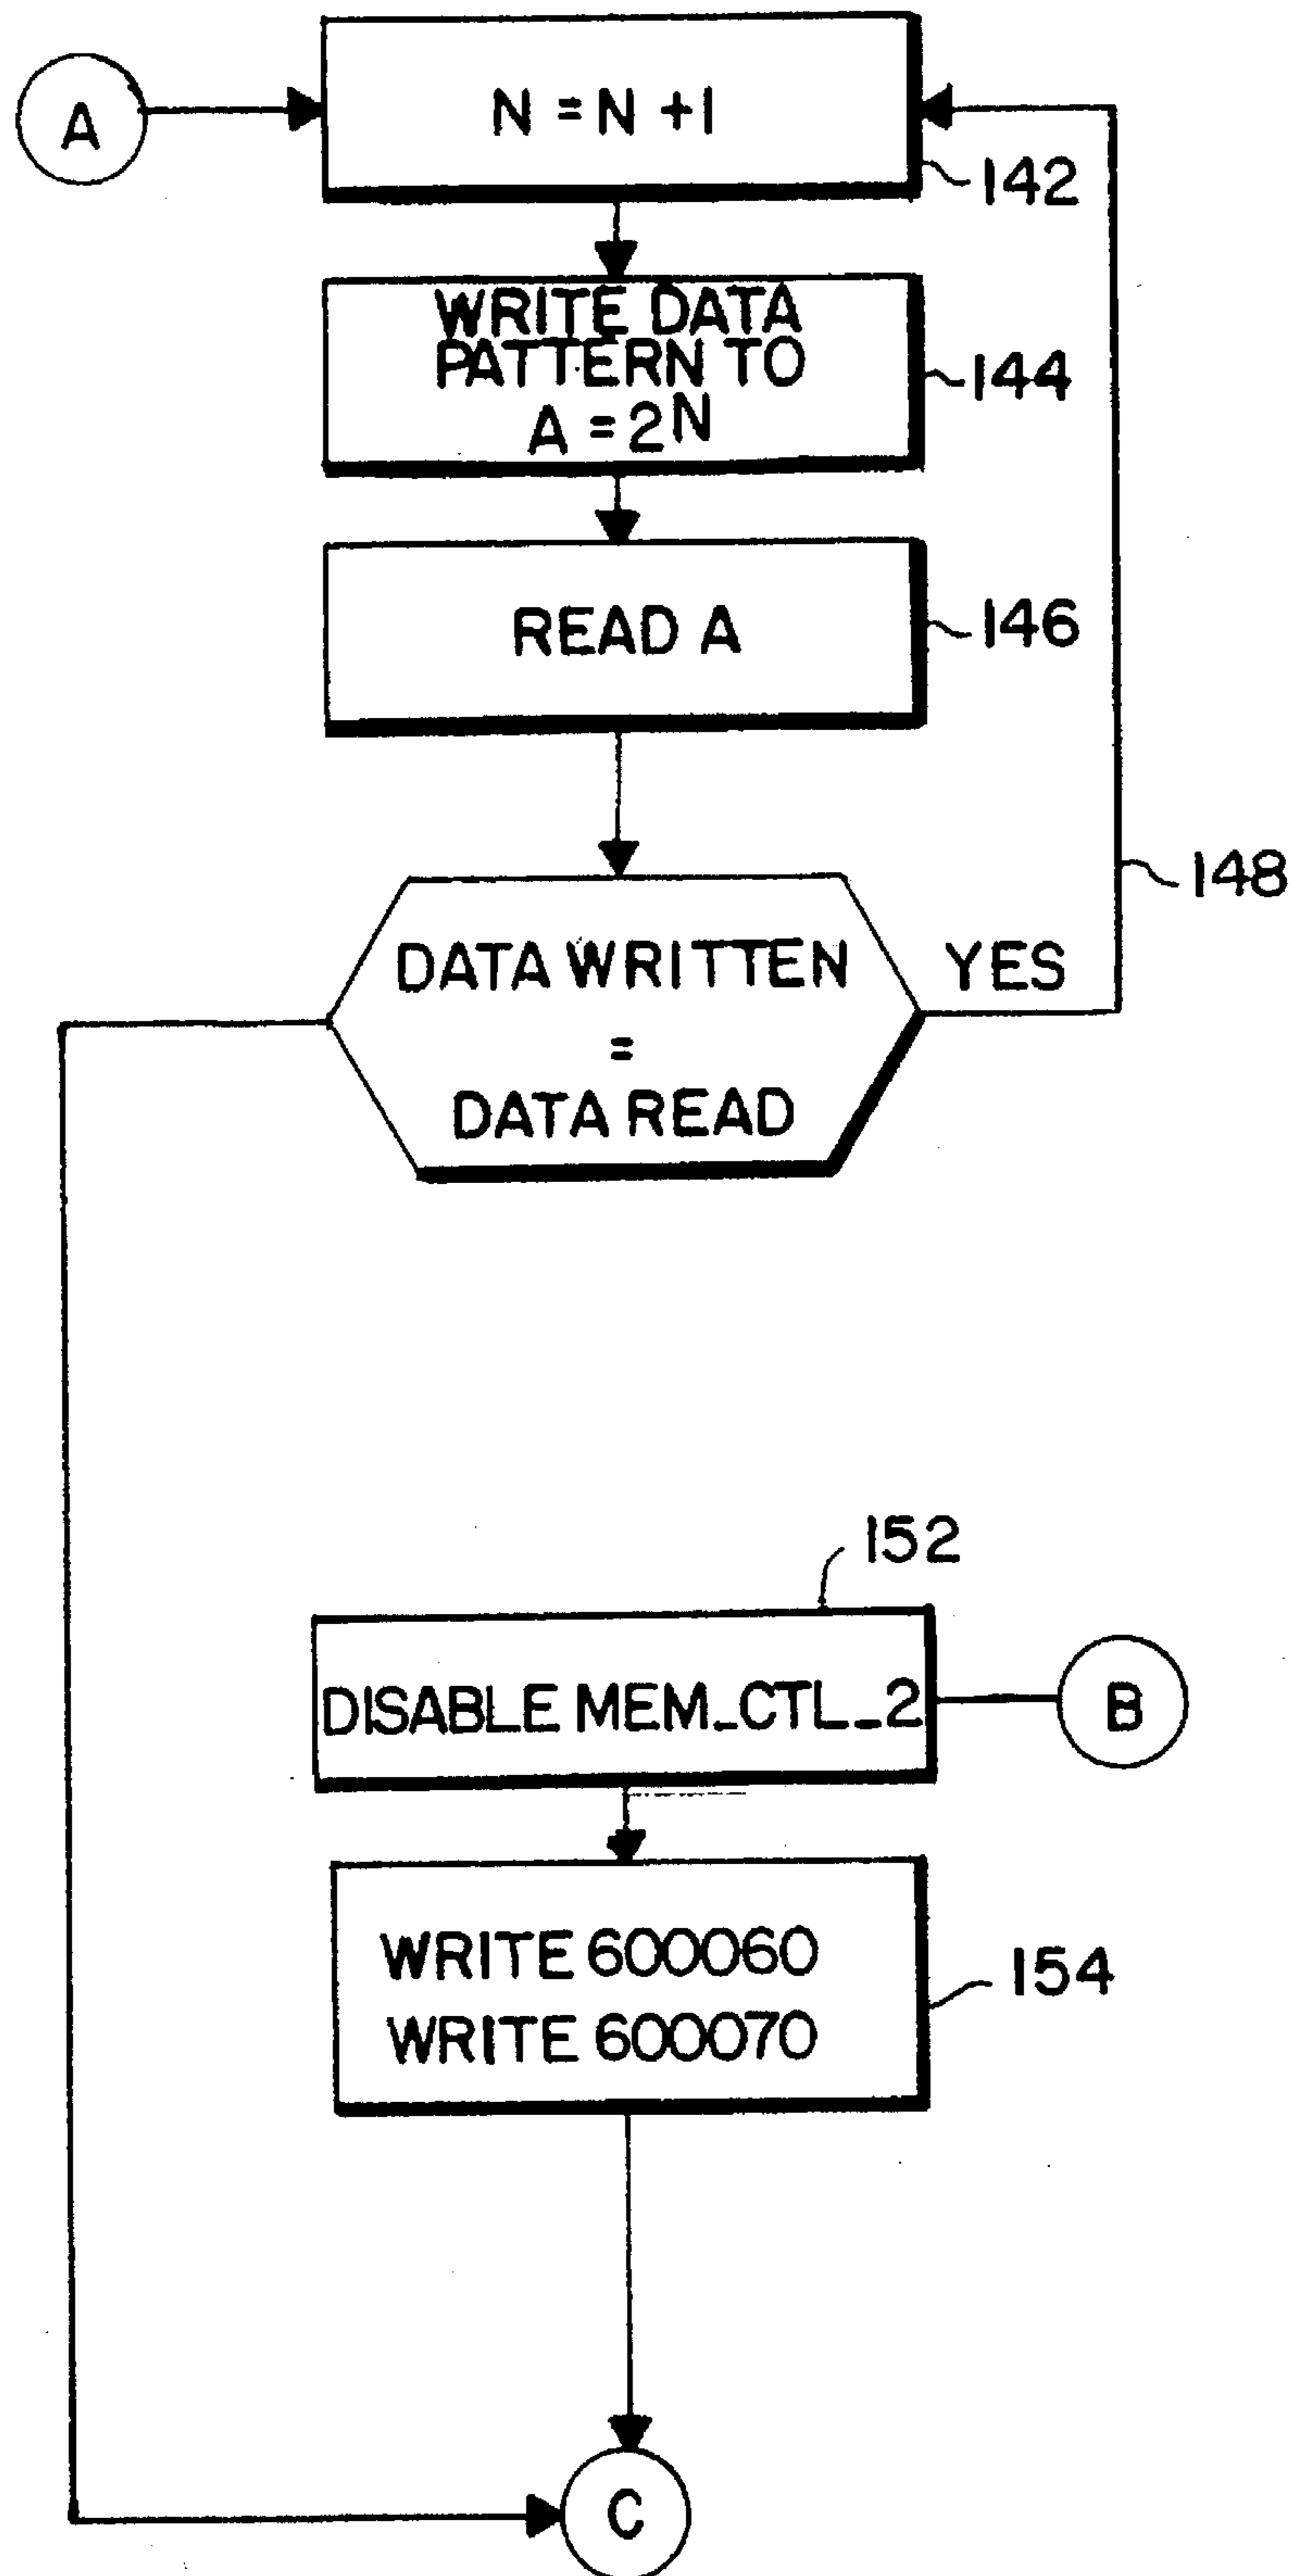 A
N = N + 1
142
WRITE DATA
PATTERN TO
A = 2^N
144
READ A
146
148
DATA WRITTEN
=
DATA READ
YES
152
DISABLE MEM_CTL_2
B
WRITE 600060
WRITE 600070
154
C